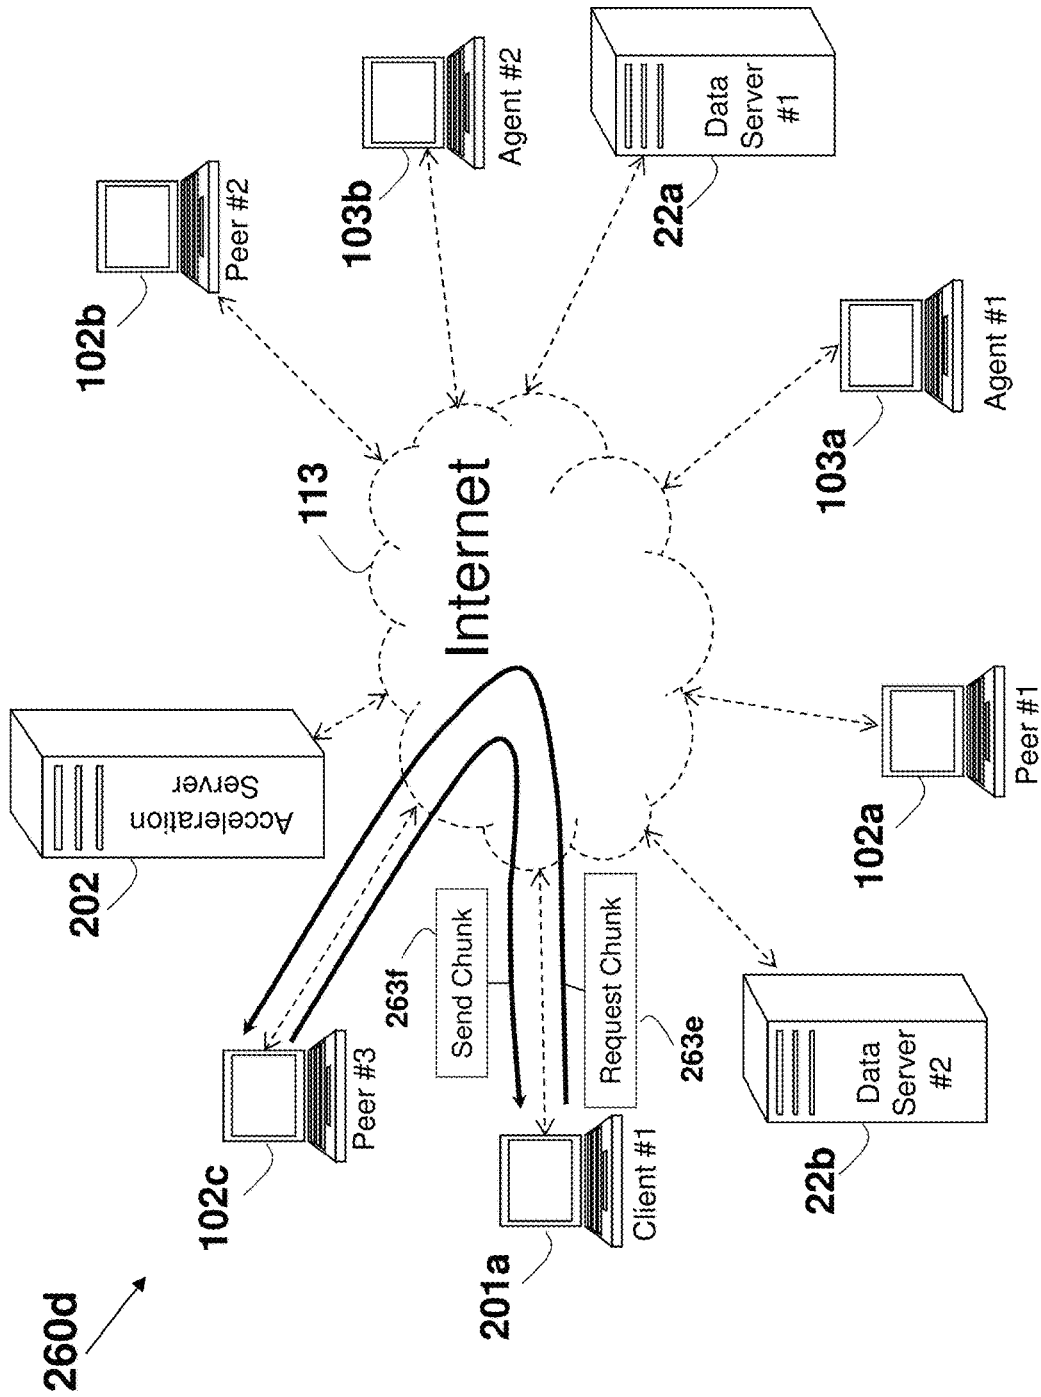 260d
102c
Peer #3
201a
Client #1
202
Acceleration
Server
263f
Send Chunk
Request Chunk
263e
22b
Data
Server
#2
113
Internet
102a
Peer #1
102b
Peer #2
103b
Agent #2
22a
Data
Server
#1
103a
Agent #1